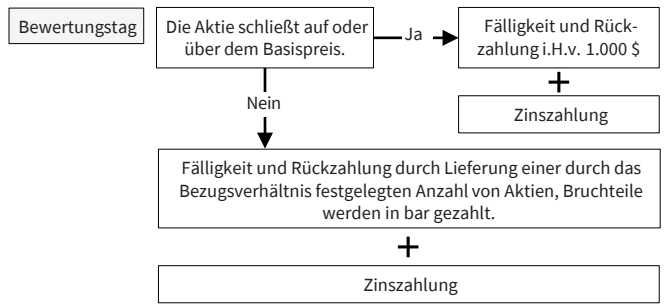 Bewertungstag
Die Aktie schließt auf oder
über dem Basispreis.
Ja
Fälligkeit und Rück-
zahlung i.H.v. 1.000 $
+
Zinszahlung
Nein
Fälligkeit und Rückzahlung durch Lieferung einer durch das
Bezugsverhältnis festgelegten Anzahl von Aktien, Bruchteile
werden in bar gezahlt.
+
Zinszahlung